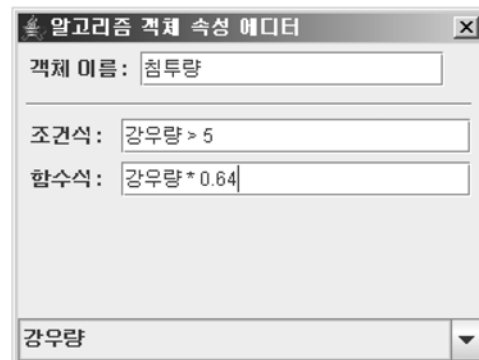 알고리즘 객체 속성 에디터
객체 이름 : 침투량
조건식 : 강우량 > 5
함수식 : 강우량 * 0.64
강우량